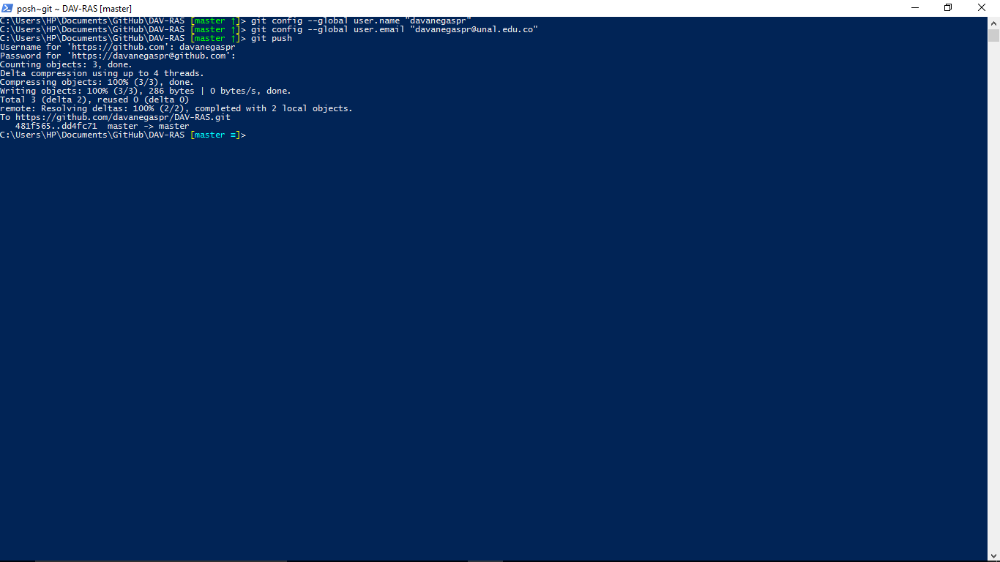 posh~git ~ DAV-RAS [master]
C:\Users\HP\Documents\GitHub\DAV-RAS [master ↑]> git config --global user.name "davanegaspr"
C:\Users\HP\Documents\GitHub\DAV-RAS [master ↑]> git config --global user.email "davanegaspr@unal.edu.co"
C:\Users\HP\Documents\GitHub\DAV-RAS [master ↑]> git push
Username for 'https://github.com': davanegaspr
Password for 'https://davanegaspr@github.com':
Counting objects: 3, done.
Delta compression using up to 4 threads.
Compressing objects: 100% (3/3), done.
Writing objects: 100% (3/3), 286 bytes | 0 bytes/s, done.
Total 3 (delta 2), reused 0 (delta 0)
remote: Resolving deltas: 100% (2/2), completed with 2 local objects.
To https://github.com/davanegaspr/DAV-RAS.git
   481f565..dd4fc71  master -> master
C:\Users\HP\Documents\GitHub\DAV-RAS [master ≡]>